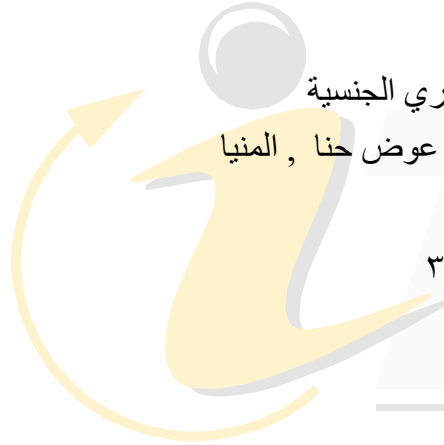 ري الجنسية
عوض حنا , المنيا
٣